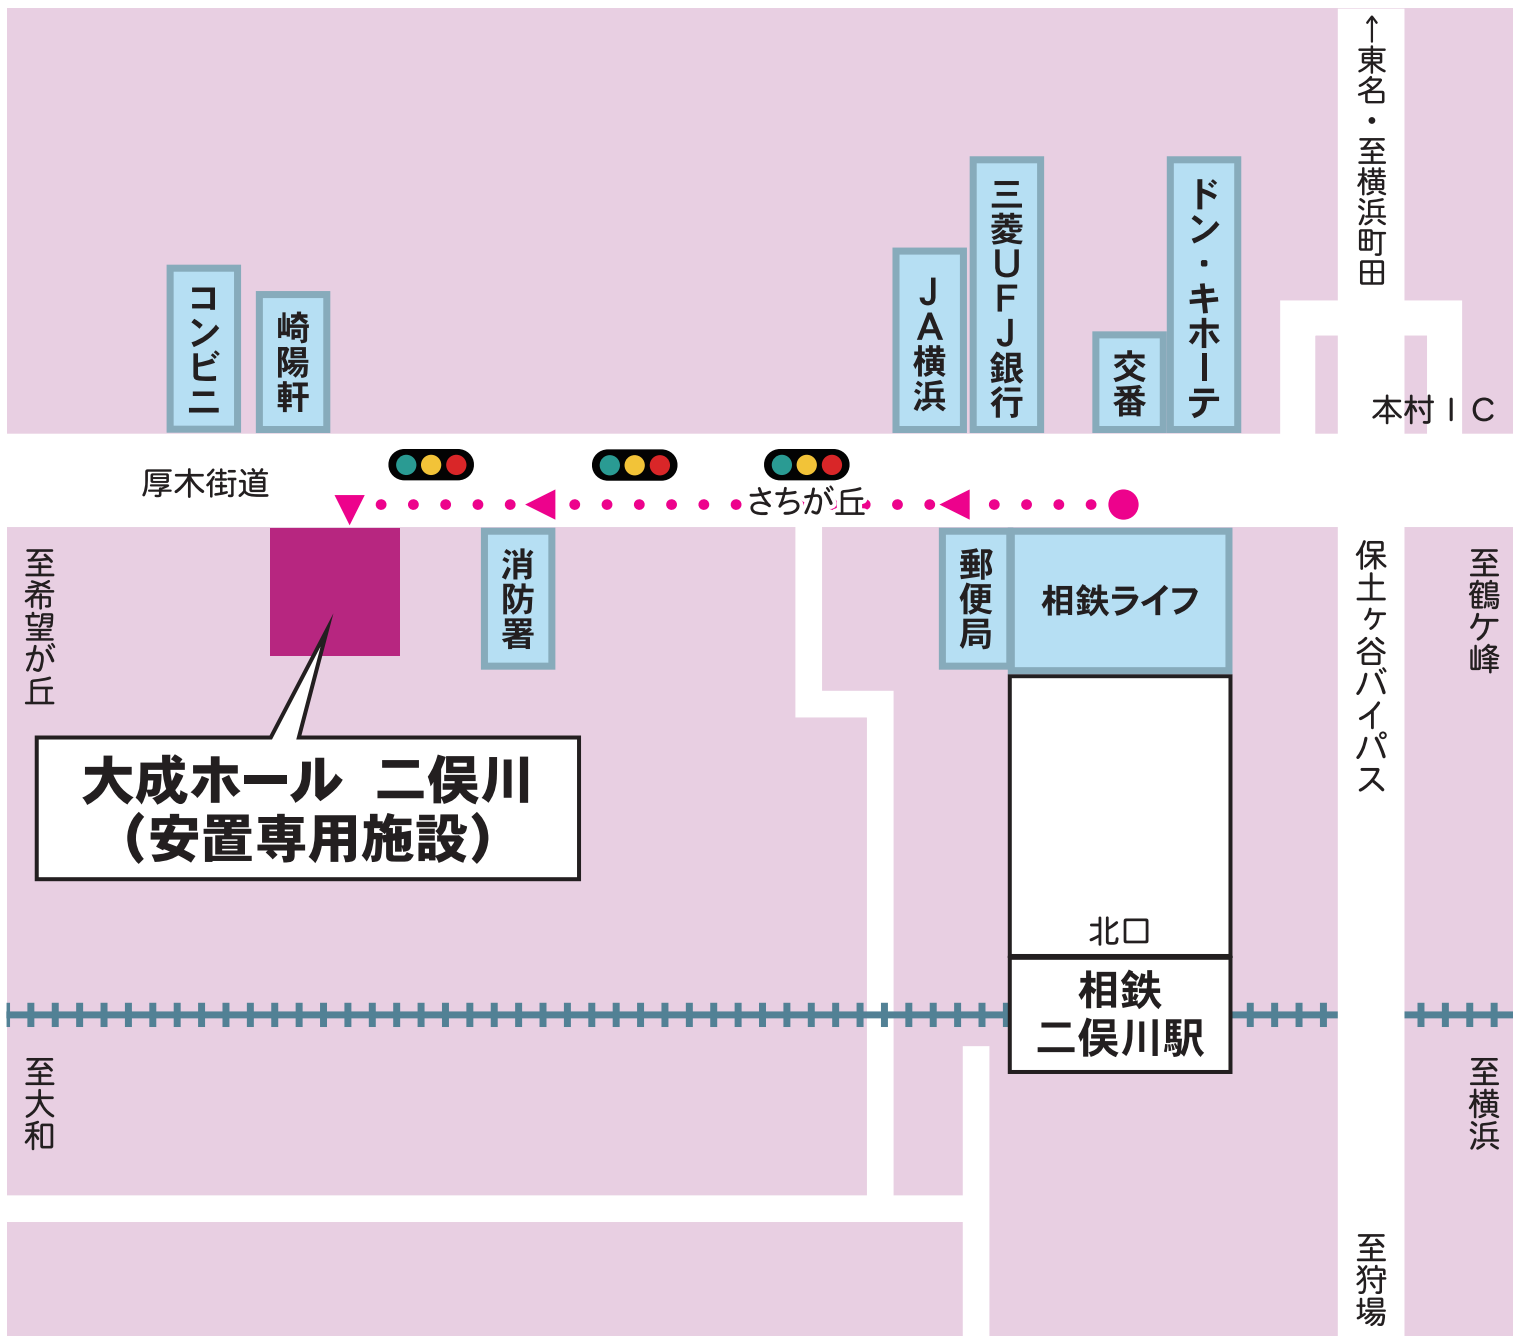 ↑東名・至横浜町田
ドン・キホーテ
交番
三菱UFJ銀行
JA横浜
崎陽軒
コンビニ
本村IC
厚木街道
さちが丘
至希望が丘
消防署
郵便局
相鉄ライフ
保土ヶ谷バイパス
至鶴ケ峰
大成ホール 二俣川
(安置専用施設)
北口
相鉄
二俣川駅
至大和
至横浜
至狩場